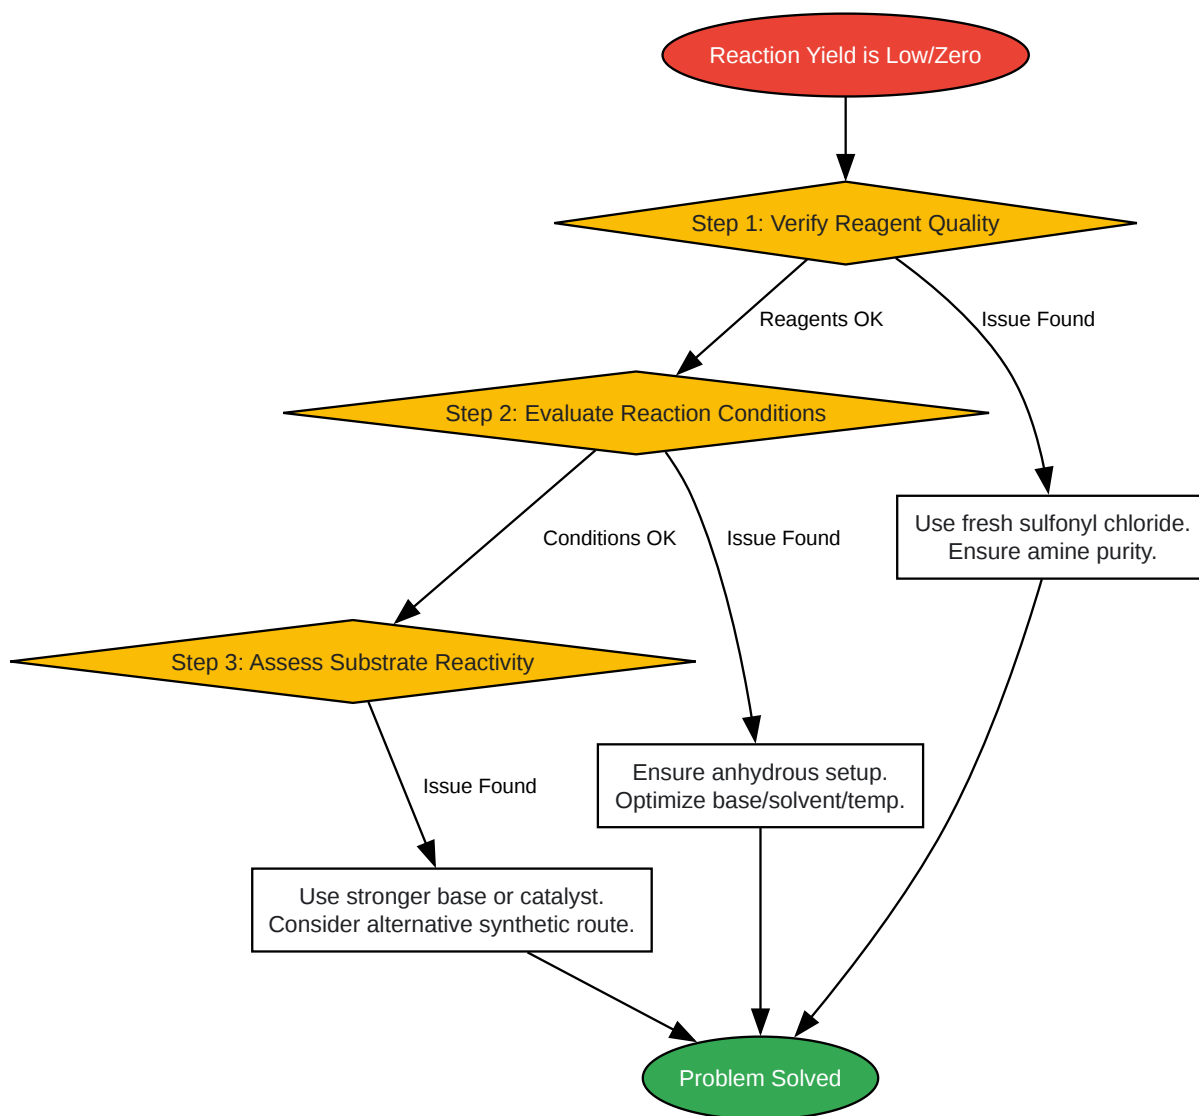 Reaction Yield is Low/Zero
Step 1: Verify Reagent Quality
Reagents OK
Issue Found
Step 2: Evaluate Reaction Conditions
Use fresh sulfonyl chloride.
Ensure amine purity.
Conditions OK
Issue Found
Step 3: Assess Substrate Reactivity
Ensure anhydrous setup.
Optimize base/solvent/temp.
Issue Found
Use stronger base or catalyst.
Consider alternative synthetic route.
Problem Solved